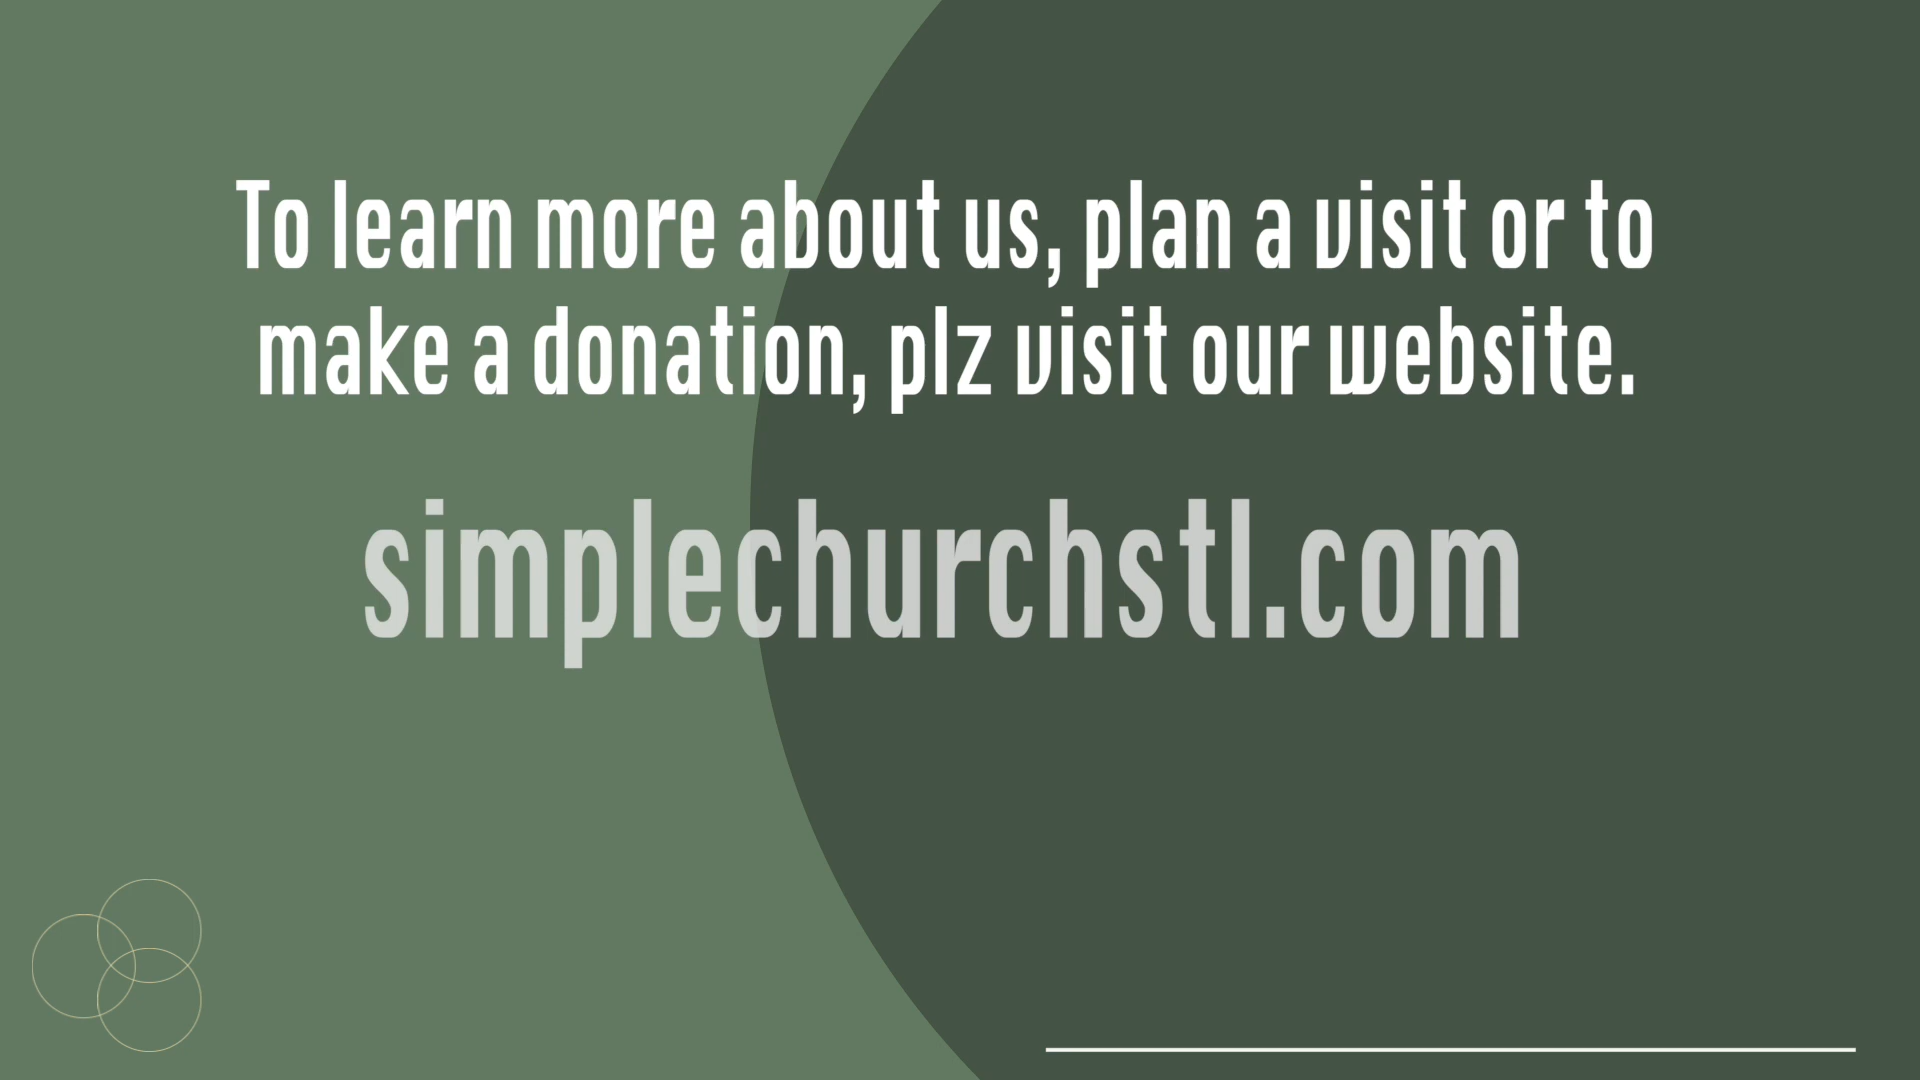 To learn more about us, plan a visit or to
make a donation, plz visit our website.
simplechurchstl.com